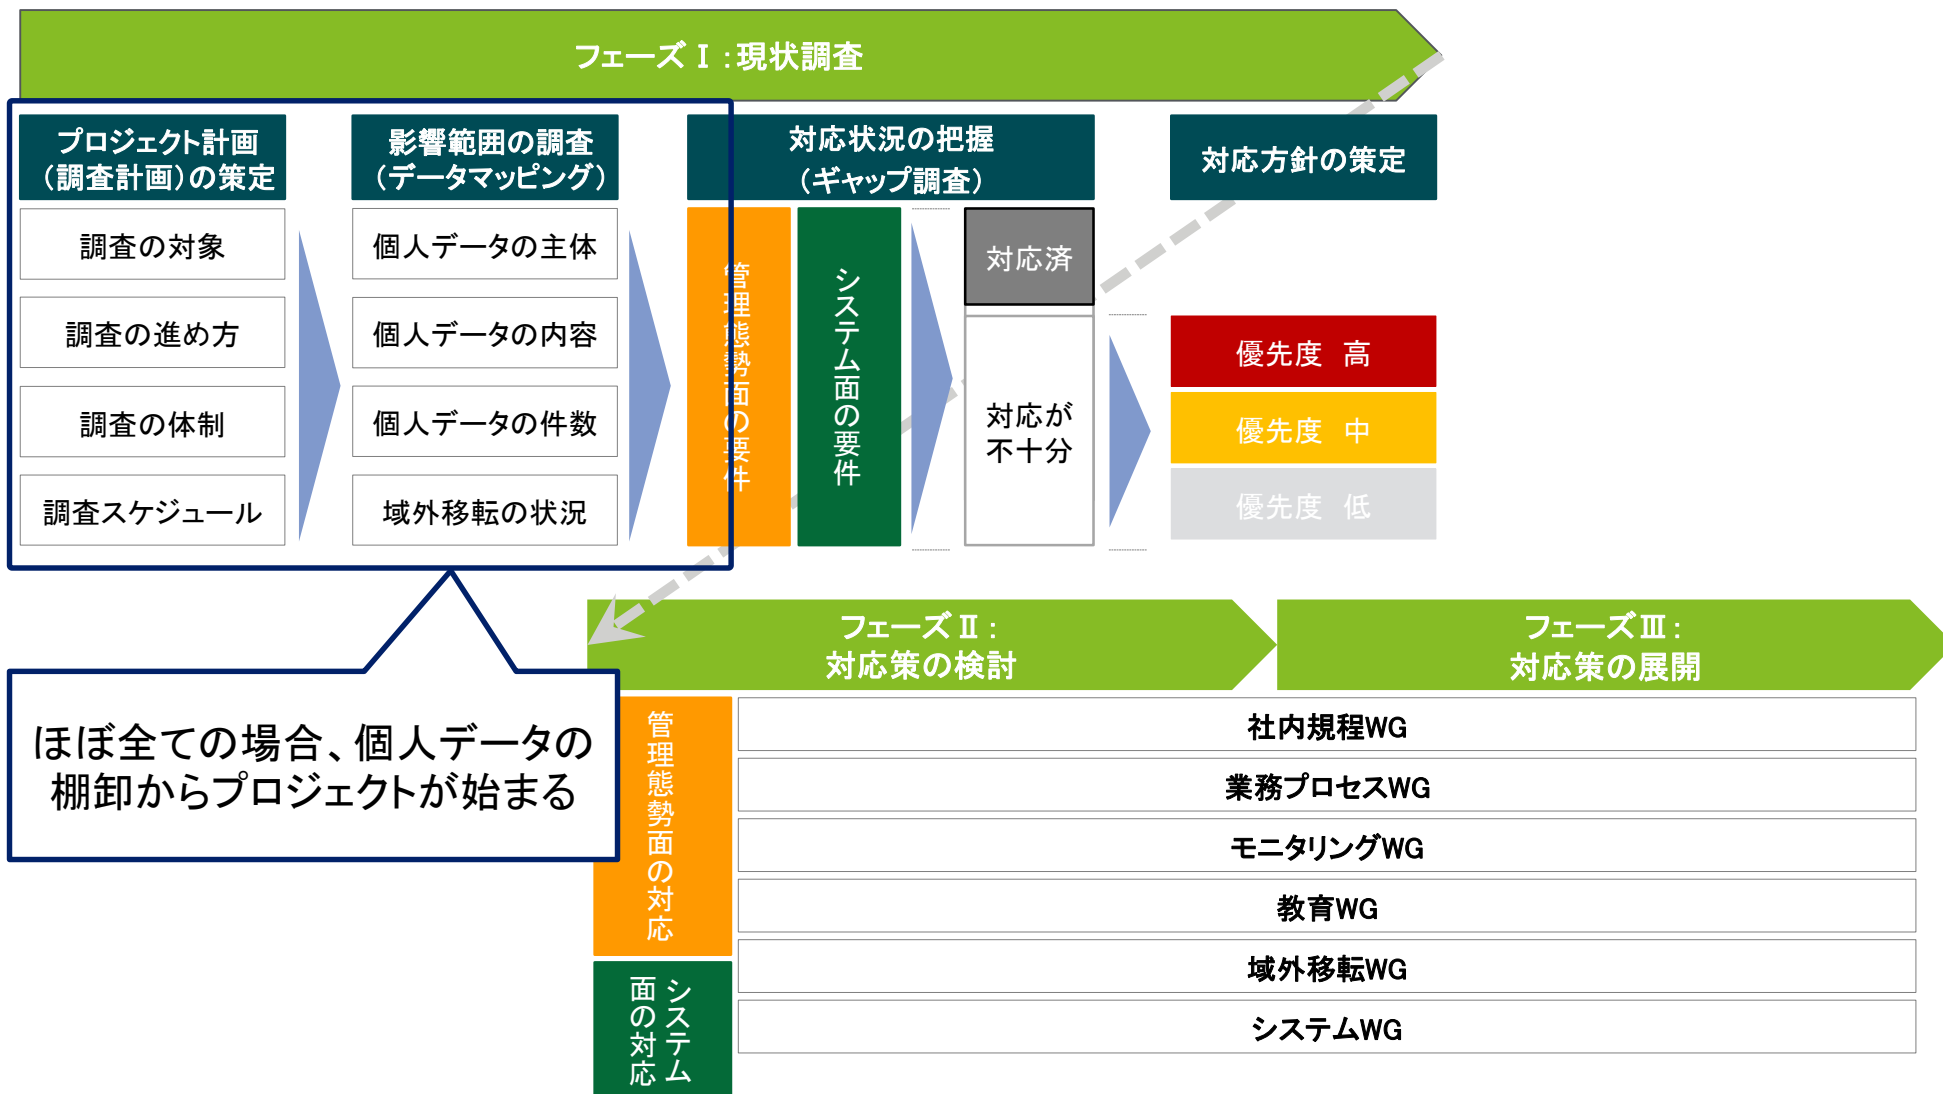 フェーズⅠ:現状調査
プロジェクト計画
(調査計画)の策定
調査の対象
調査の進め方
調査の体制
調査スケジュール
影響範囲の調査
(データマッピング)
個人データの主体
個人データの内容
個人データの件数
域外移転の状況
対応状況の把握
(ギャップ調査)
管理態勢面の要件
システム面の要件
対応済
対応が
不十分
対応方針の策定
優先度 高
優先度 中
優先度 低
ほぼ全ての場合、個人データの
棚卸からプロジェクトが始まる
フェーズⅡ:
対応策の検討
フェーズⅢ:
対応策の展開
管理態勢面の対応
社内規程WG
業務プロセスWG
モニタリングWG
教育WG
域外移転WG
システム
面の対応
システムWG